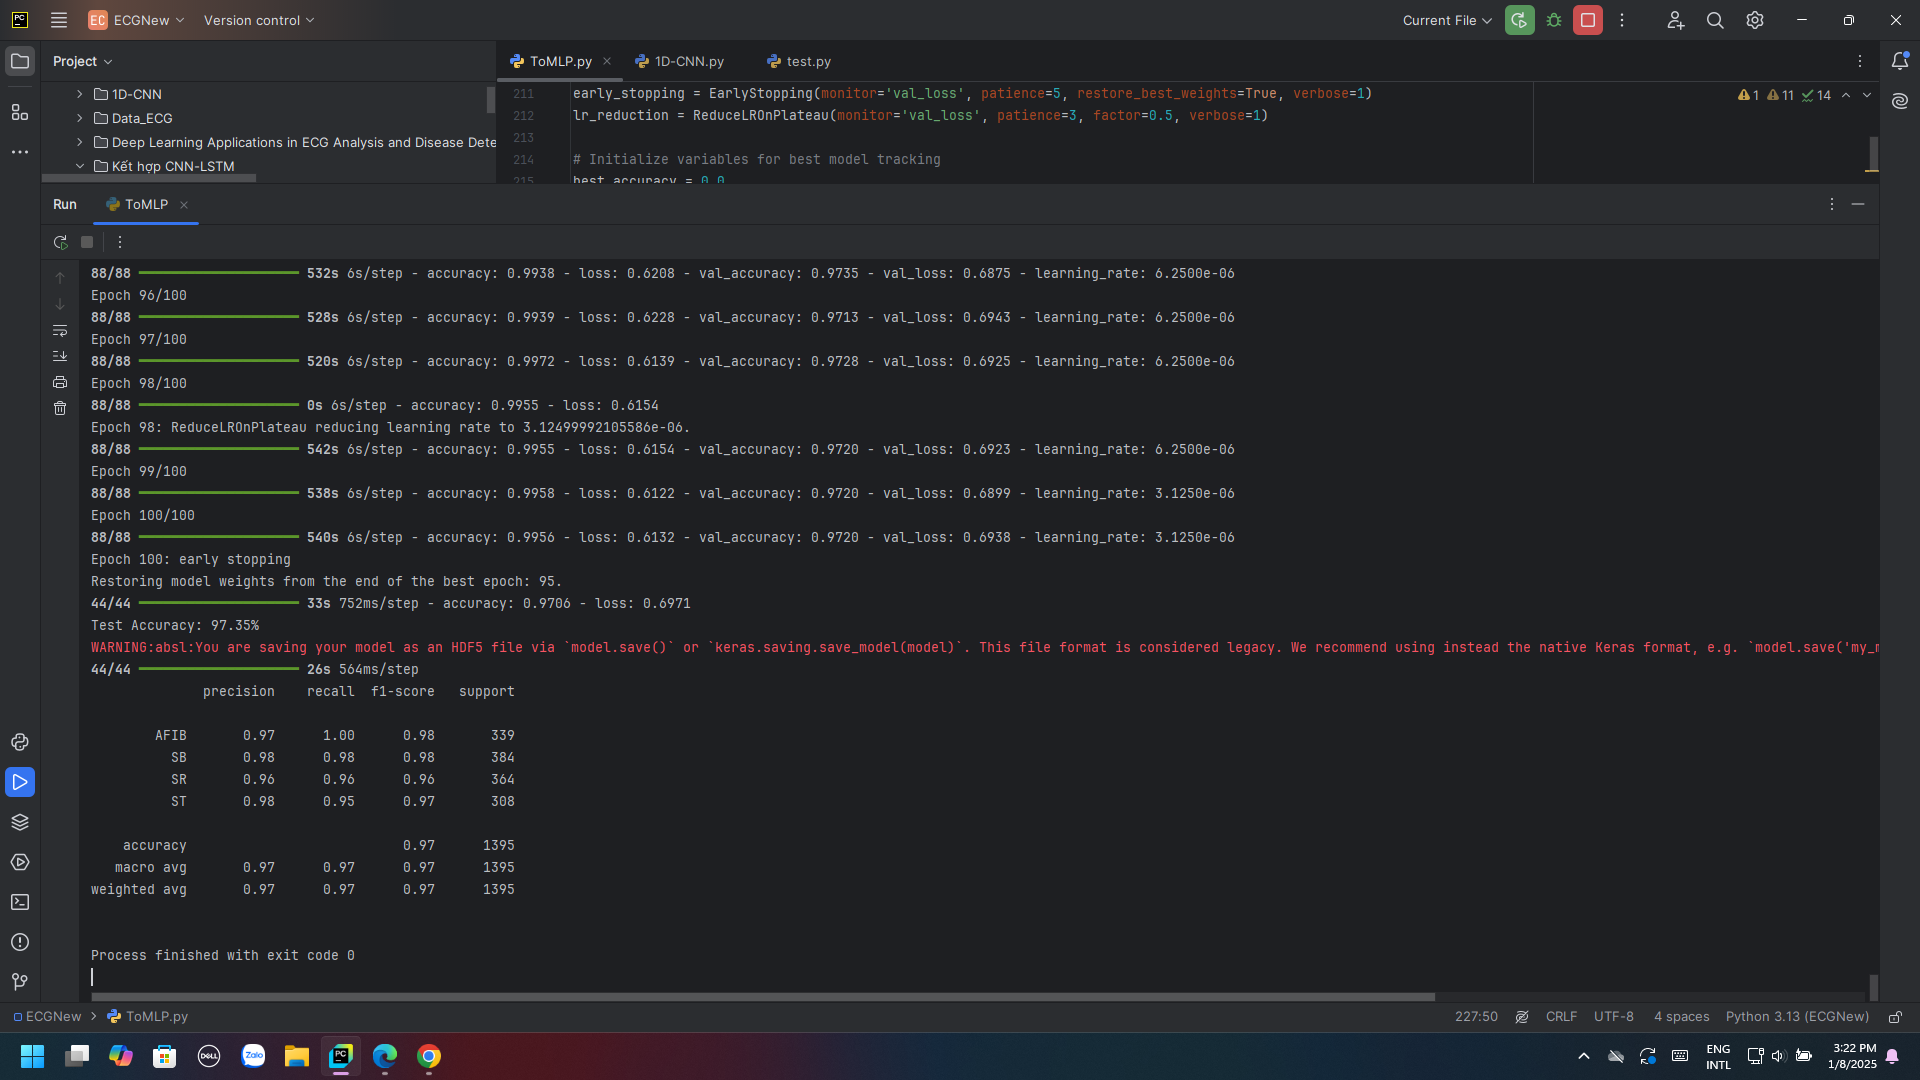 PC
EC ECGNew
Version control
Current File
Project
ToMLP.py
1D-CNN.py
test.py
1D-CNN
Data_ECG
Deep Learning Applications in ECG Analysis and Disease Dete
Kết hợp CNN-LSTM
211 early_stopping = EarlyStopping(monitor='val_loss', patience=5, restore_best_weights=True, verbose=1)
212 lr_reduction = ReduceLROnPlateau(monitor='val_loss', patience=3, factor=0.5, verbose=1)
213
214 # Initialize variables for best model tracking
215 best_accuracy = 0.0
1 11 14
Run ToMLP
88/88 532s 6s/step - accuracy: 0.9938 - loss: 0.6208 - val_accuracy: 0.9735 - val_loss: 0.6875 - learning_rate: 6.2500e-06
Epoch 96/100
88/88 528s 6s/step - accuracy: 0.9939 - loss: 0.6228 - val_accuracy: 0.9713 - val_loss: 0.6943 - learning_rate: 6.2500e-06
Epoch 97/100
88/88 520s 6s/step - accuracy: 0.9972 - loss: 0.6139 - val_accuracy: 0.9728 - val_loss: 0.6925 - learning_rate: 6.2500e-06
Epoch 98/100
88/88 0s 6s/step - accuracy: 0.9955 - loss: 0.6154
Epoch 98: ReduceLROnPlateau reducing learning rate to 3.12499992105586e-06.
88/88 542s 6s/step - accuracy: 0.9955 - loss: 0.6154 - val_accuracy: 0.9720 - val_loss: 0.6923 - learning_rate: 6.2500e-06
Epoch 99/100
88/88 538s 6s/step - accuracy: 0.9958 - loss: 0.6122 - val_accuracy: 0.9720 - val_loss: 0.6899 - learning_rate: 3.1250e-06
Epoch 100/100
88/88 540s 6s/step - accuracy: 0.9956 - loss: 0.6132 - val_accuracy: 0.9720 - val_loss: 0.6938 - learning_rate: 3.1250e-06
Epoch 100: early stopping
Restoring model weights from the end of the best epoch: 95.
44/44 33s 752ms/step - accuracy: 0.9706 - loss: 0.6971
Test Accuracy: 97.35%
WARNING:absl:You are saving your model as an HDF5 file via `model.save()` or `keras.saving.save_model(model)`. This file format is considered legacy. We recommend using instead the native Keras format, e.g. `model.save('my_m
44/44 26s 564ms/step
precision recall f1-score support
AFIB 0.97 1.00 0.98 339
SB 0.98 0.98 0.98 384
SR 0.96 0.96 0.96 364
ST 0.98 0.95 0.97 308
accuracy 0.97 1395
macro avg 0.97 0.97 0.97 1395
weighted avg 0.97 0.97 0.97 1395
Process finished with exit code 0
ECGNew > ToMLP.py
227:50 CRLF UTF-8 4 spaces Python 3.13 (ECGNew)
DELL
Zalo
PC
ENG
INTL
3:22 PM
1/8/2025